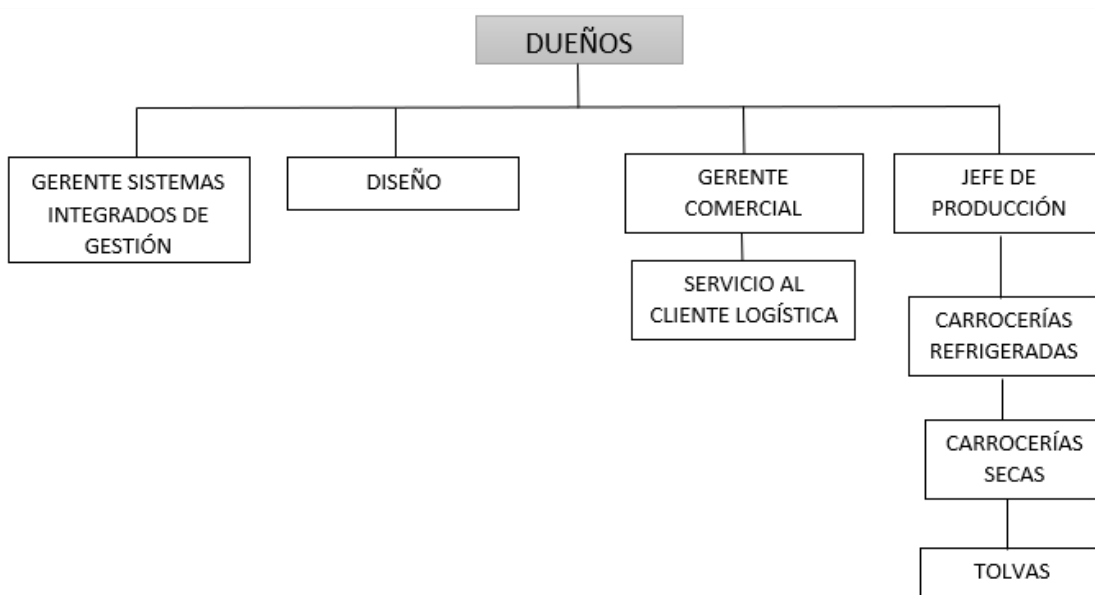 DUEÑOS
GERENTE SISTEMAS
INTEGRADOS DE
GESTIÓN
DISEÑO
GERENTE
COMERCIAL
JEFE DE
PRODUCCIÓN
SERVICIO AL
CLIENTE LOGÍSTICA
CARROCERÍAS
REFRIGERADAS
CARROCERÍAS
SECAS
TOLVAS